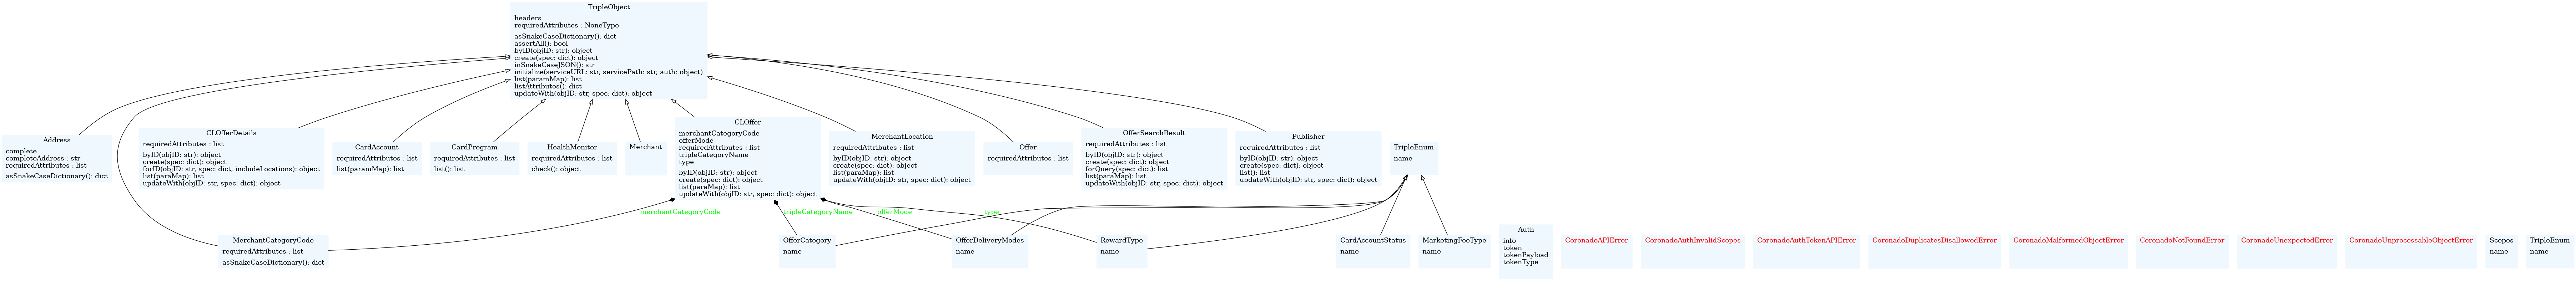 TripleObject
headers
requiredAttributes : NoneType
asSnakeCaseDictionary(): dict
assertAll(): bool
byID(objID: str): object
create(spec: dict): object
inSnakeCaseJSON(): str
initialize(serviceURL: str, servicePath: str, auth: object)
list(paramMap): list
listAttributes(): dict
updateWith(objID: str, spec: dict): object
Address
complete
completeAddress : str
requiredAttributes : list
asSnakeCaseDictionary(): dict
CLOfferDetails
requiredAttributes : list
byID(objID: str): object
create(spec: dict): object
forID(objID: str, spec: dict, includeLocations): object
list(paraMap): list
updateWith(objID: str, spec: dict): object
CardAccount
requiredAttributes : list
list(paramMap): list
CardProgram
requiredAttributes : list
list(): list
HealthMonitor
requiredAttributes : list
check(): object
Merchant
CLOffer
merchantCategoryCode
offerMode
requiredAttributes : list
tripleCategoryName
type
byID(objID: str): object
create(spec: dict): object
list(paraMap): list
updateWith(objID: str, spec: dict): object
MerchantLocation
requiredAttributes : list
byID(objID: str): object
create(spec: dict): object
list(paraMap): list
updateWith(objID: str, spec: dict): object
Offer
requiredAttributes : list
OfferSearchResult
requiredAttributes : list
byID(objID: str): object
create(spec: dict): object
forQuery(spec: dict): list
list(paraMap): list
updateWith(objID: str, spec: dict): object
Publisher
requiredAttributes : list
byID(objID: str): object
create(spec: dict): object
list(): list
updateWith(objID: str, spec: dict): object
TripleEnum
name
merchantCategoryCode
tripleCategoryName
offerMode
type
MerchantCategoryCode
requiredAttributes : list
asSnakeCaseDictionary(): dict
OfferCategory
name
OfferDeliveryModes
name
RewardType
name
CardAccountStatus
name
MarketingFeeType
name
Auth
info
token
tokenPayload
tokenType
CoronadoAPIError
CoronadoAuthInvalidScopes
CoronadoAuthTokenAPIError
CoronadoDuplicatesDisallowedError
CoronadoMalformedObjectError
CoronadoNotFoundError
CoronadoUnexpectedError
CoronadoUnprocessableObjectError
Scopes
name
TripleEnum
name